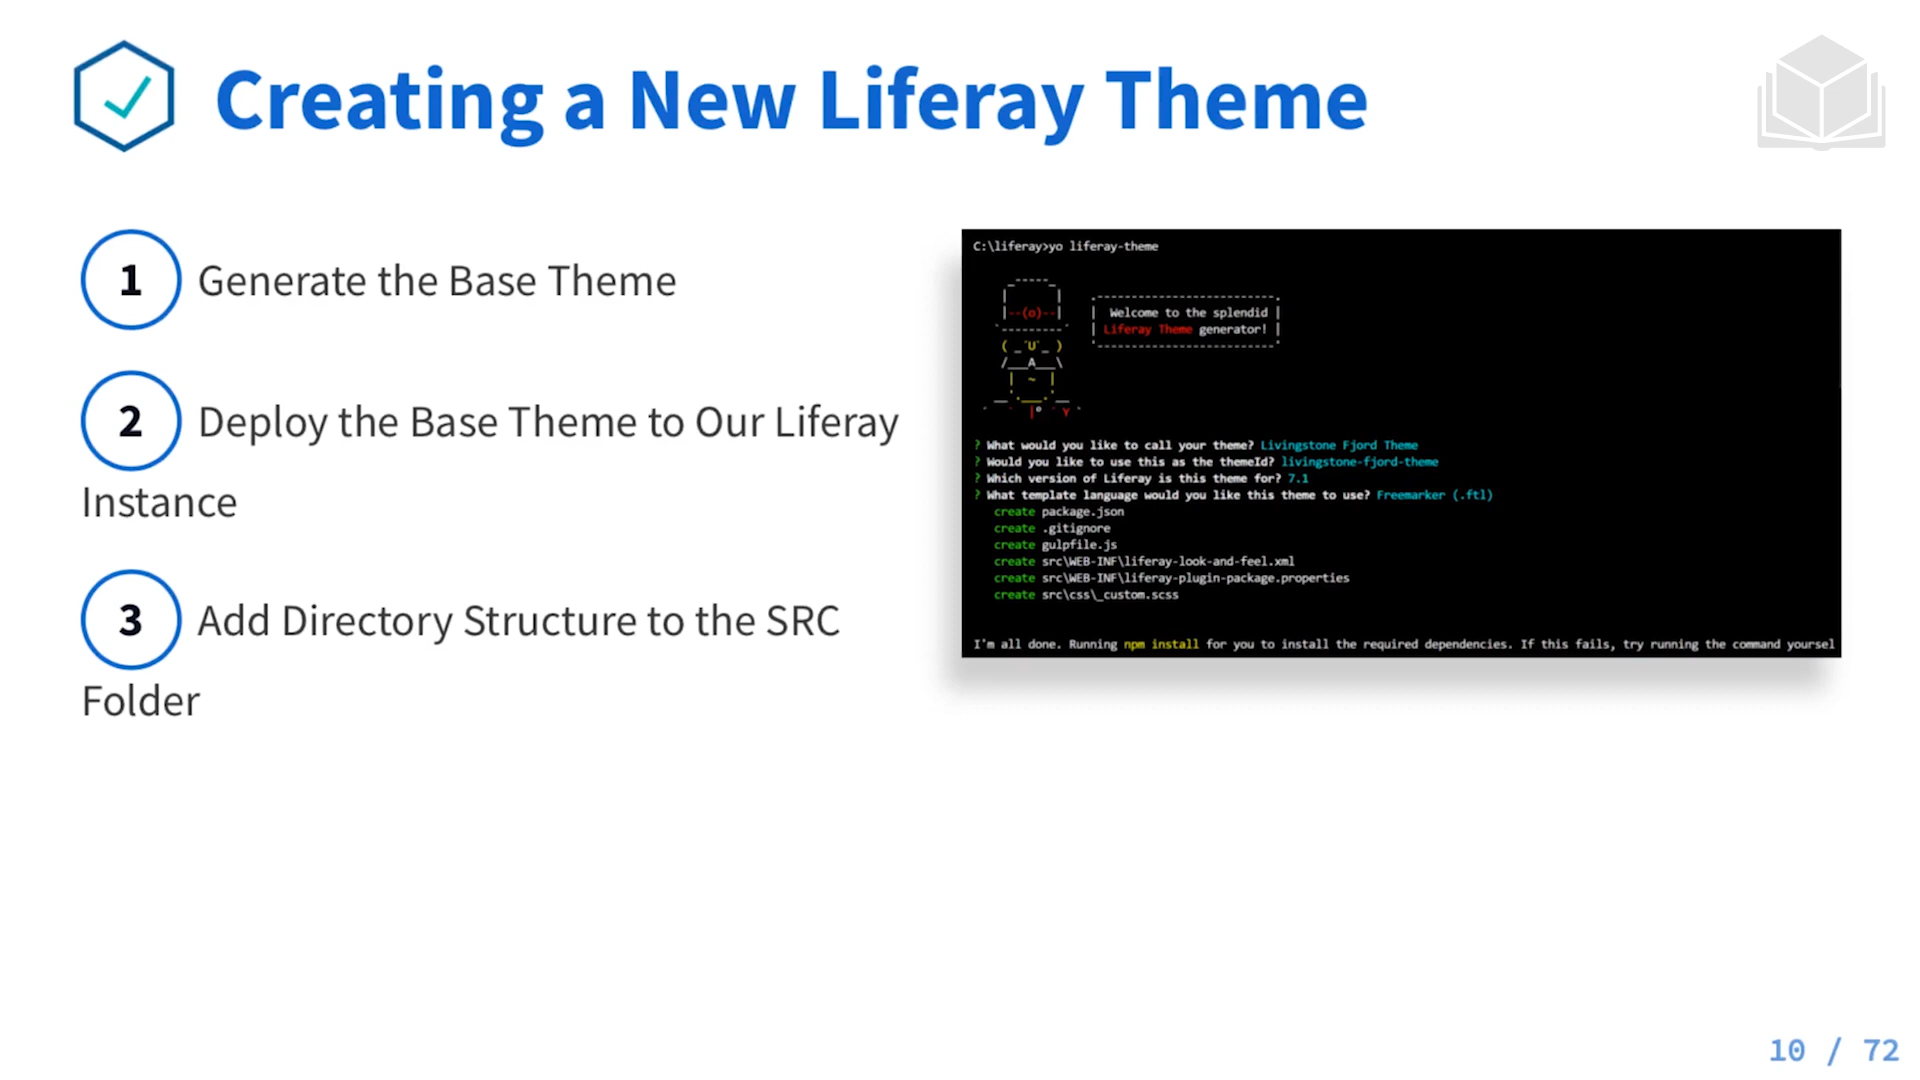 Creating a New Liferay Theme
1 Generate the Base Theme
2 Deploy the Base Theme to Our Liferay
Instance
3 Add Directory Structure to the SRC
Folder
C:\liferay>yo liferay-theme
Welcome to the splendid
Liferay Theme generator!
? What would you like to call your theme? Livingstone Fjord Theme
? Would you like to use this as the themeId? livingstone-fjord-theme
? Which version of Liferay is this theme for? 7.1
? What template language would you like this theme to use? Freemarker (.ftl)
create package.json
create .gitignore
create gulpfile.js
create src\WEB-INF\liferay-look-and-feel.xml
create src\WEB-INF\liferay-plugin-package.properties
create src\css\_custom.scss
I'm all done. Running npm install for you to install the required dependencies. If this fails, try running the command yoursel
10 / 72